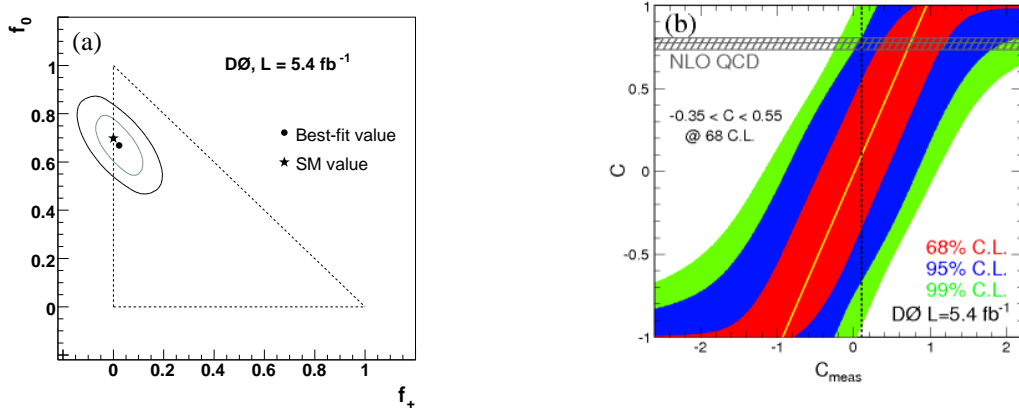 (a)
DØ, L = 5.4 fb⁻¹
Best-fit value
SM value
f₀
1
0.8
0.6
0.4
0.2
0
0 0.2 0.4 0.6 0.8 1
f₊
(b)
NLO QCD
-0.35 < C < 0.55
@ 68 C.L.
68% C.L.
95% C.L.
99% C.L.
DØ L=5.4 fb⁻¹
C
1
0.5
0
-0.5
-1
-2 -1 0 1 2
C_meas